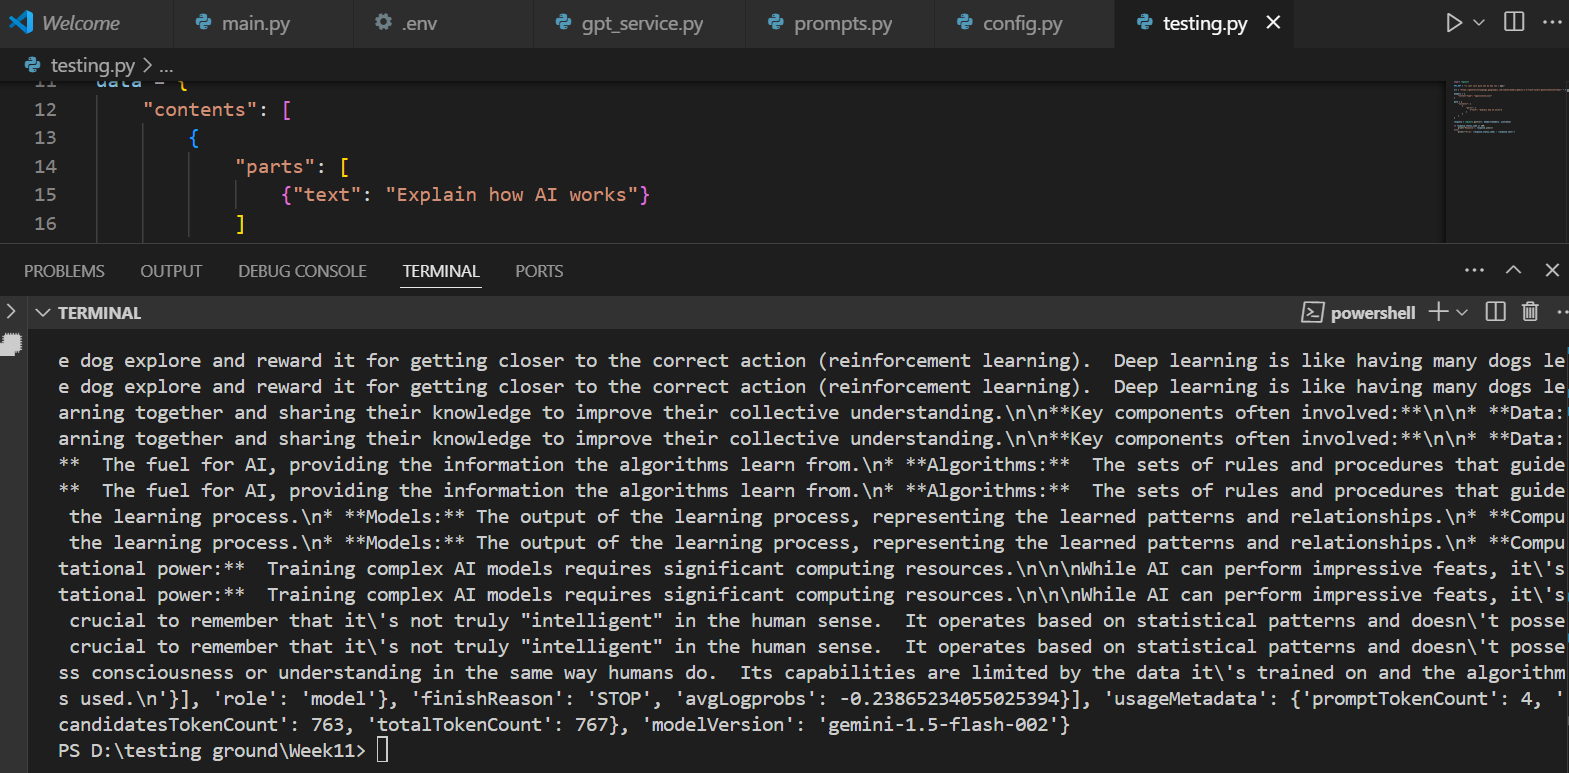 Welcome main.py .env gpt_service.py prompts.py config.py testing.py
testing.py > ...
11 data = {
12 "contents": [
13 {
14 "parts": [
15 {"text": "Explain how AI works"}
16 ]
PROBLEMS OUTPUT DEBUG CONSOLE TERMINAL PORTS
TERMINAL powershell
e dog explore and reward it for getting closer to the correct action (reinforcement learning).  Deep learning is like having many dogs le
e dog explore and reward it for getting closer to the correct action (reinforcement learning).  Deep learning is like having many dogs le
arning together and sharing their knowledge to improve their collective understanding.\n\n**Key components often involved:**\n\n* **Data:
arning together and sharing their knowledge to improve their collective understanding.\n\n**Key components often involved:**\n\n* **Data:
**  The fuel for AI, providing the information the algorithms learn from.\n* **Algorithms:**  The sets of rules and procedures that guide
**  The fuel for AI, providing the information the algorithms learn from.\n* **Algorithms:**  The sets of rules and procedures that guide
the learning process.\n* **Models:** The output of the learning process, representing the learned patterns and relationships.\n* **Compu
the learning process.\n* **Models:** The output of the learning process, representing the learned patterns and relationships.\n* **Compu
tational power:**  Training complex AI models requires significant computing resources.\n\n\nWhile AI can perform impressive feats, it\'s
tational power:**  Training complex AI models requires significant computing resources.\n\n\nWhile AI can perform impressive feats, it\'s
crucial to remember that it\'s not truly "intelligent" in the human sense.  It operates based on statistical patterns and doesn\'t posse
crucial to remember that it\'s not truly "intelligent" in the human sense.  It operates based on statistical patterns and doesn\'t posse
ss consciousness or understanding in the same way humans do.  Its capabilities are limited by the data it\'s trained on and the algorithm
s used.\n'}], 'role': 'model'}, 'finishReason': 'STOP', 'avgLogprobs': -0.23865234055025394}], 'usageMetadata': {'promptTokenCount': 4, '
candidatesTokenCount': 763, 'totalTokenCount': 767}, 'modelVersion': 'gemini-1.5-flash-002'}
PS D:\testing ground\Week11>